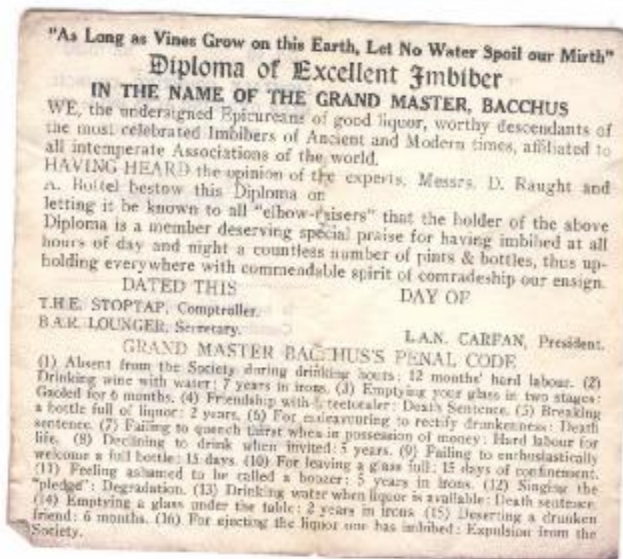 "As Long as Vines Grow on this Earth, Let No Water Spoil our Mirth"
Diploma of Excellent Imbiber
IN THE NAME OF THE GRAND MASTER, BACCHUS
WE, the undersigned Epicureans of good liquor, worthy descendants of
the most celebrated Imbibers of Ancient and Modern times, affiliated to
all intemperate Associations of the world.
HAVING HEARD the opinion of the experts, Messrs. D. Raught and
A. Bottel bestow this Diploma on
letting it be known to all "elbow-raisers" that the holder of the above
Diploma is a member deserving special praise for having imbibed at all
hours of day and night a countless number of pints & bottles, thus up-
holding everywhere with commendable spirit of comradeship our ensign.
DATED THIS DAY OF
T.H.E. STOPTAP, Comptroller.
B.A.R. LOUNGER, Secretary.
L.A.N. CARFAN, President.
GRAND MASTER BACCHUS'S PENAL CODE
(1) Absent from the Society during drinking hours: 12 months' hard labour. (2)
Drinking wine with water: 7 years in irons. (3) Emptying your glass in two stages:
Gaoled for 6 months. (4) Friendship with teetotaler: Death Sentence. (5) Breaking
a bottle full of liquor: 2 years. (6) For endeavouring to rectify drunkenness: Death
sentence. (7) Failing to quench thirst when in possession of money: Hard labour for
life. (8) Declining to drink when invited: 5 years. (9) Failing to enthusiastically
welcome a full bottle: 15 days. (10) For leaving a glass full: 15 days of confinement.
(11) Feeling ashamed to be called a boozer: 5 years in irons. (12) Singing the
"pledge": Degradation. (13) Drinking water when liquor is available: Death sentence.
(14) Emptying a glass under the table: 2 years in irons (15) Deserting a drunken
friend: 6 months. (16) For ejecting the liquor one has imbibed: Expulsion from the
Society.